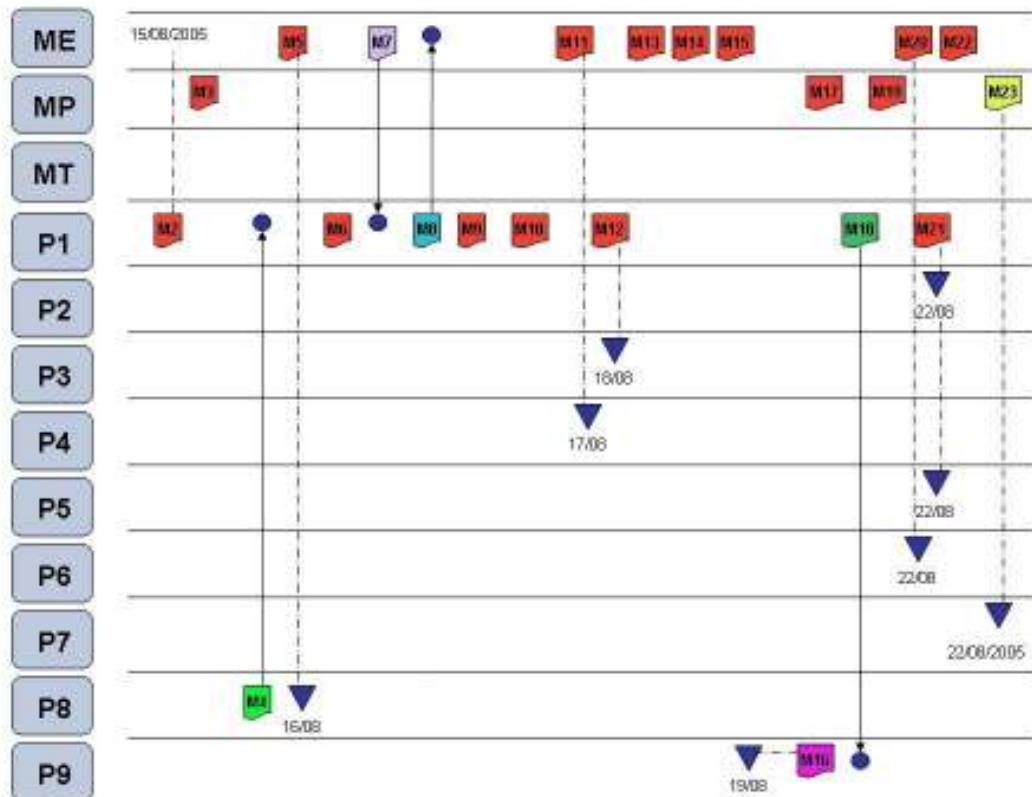 ME
15/08/2005
M5
M7
M11
M13
M14
M15
M20
M22
MP
M3
M17
M19
M23
MT
P1
M2
M6
M8
M9
M10
M12
M18
M21
P2
22/08
P3
18/08
P4
17/08
P5
22/08
P6
22/08
P7
22/08/2005
P8
M4
16/08
P9
19/08
M16